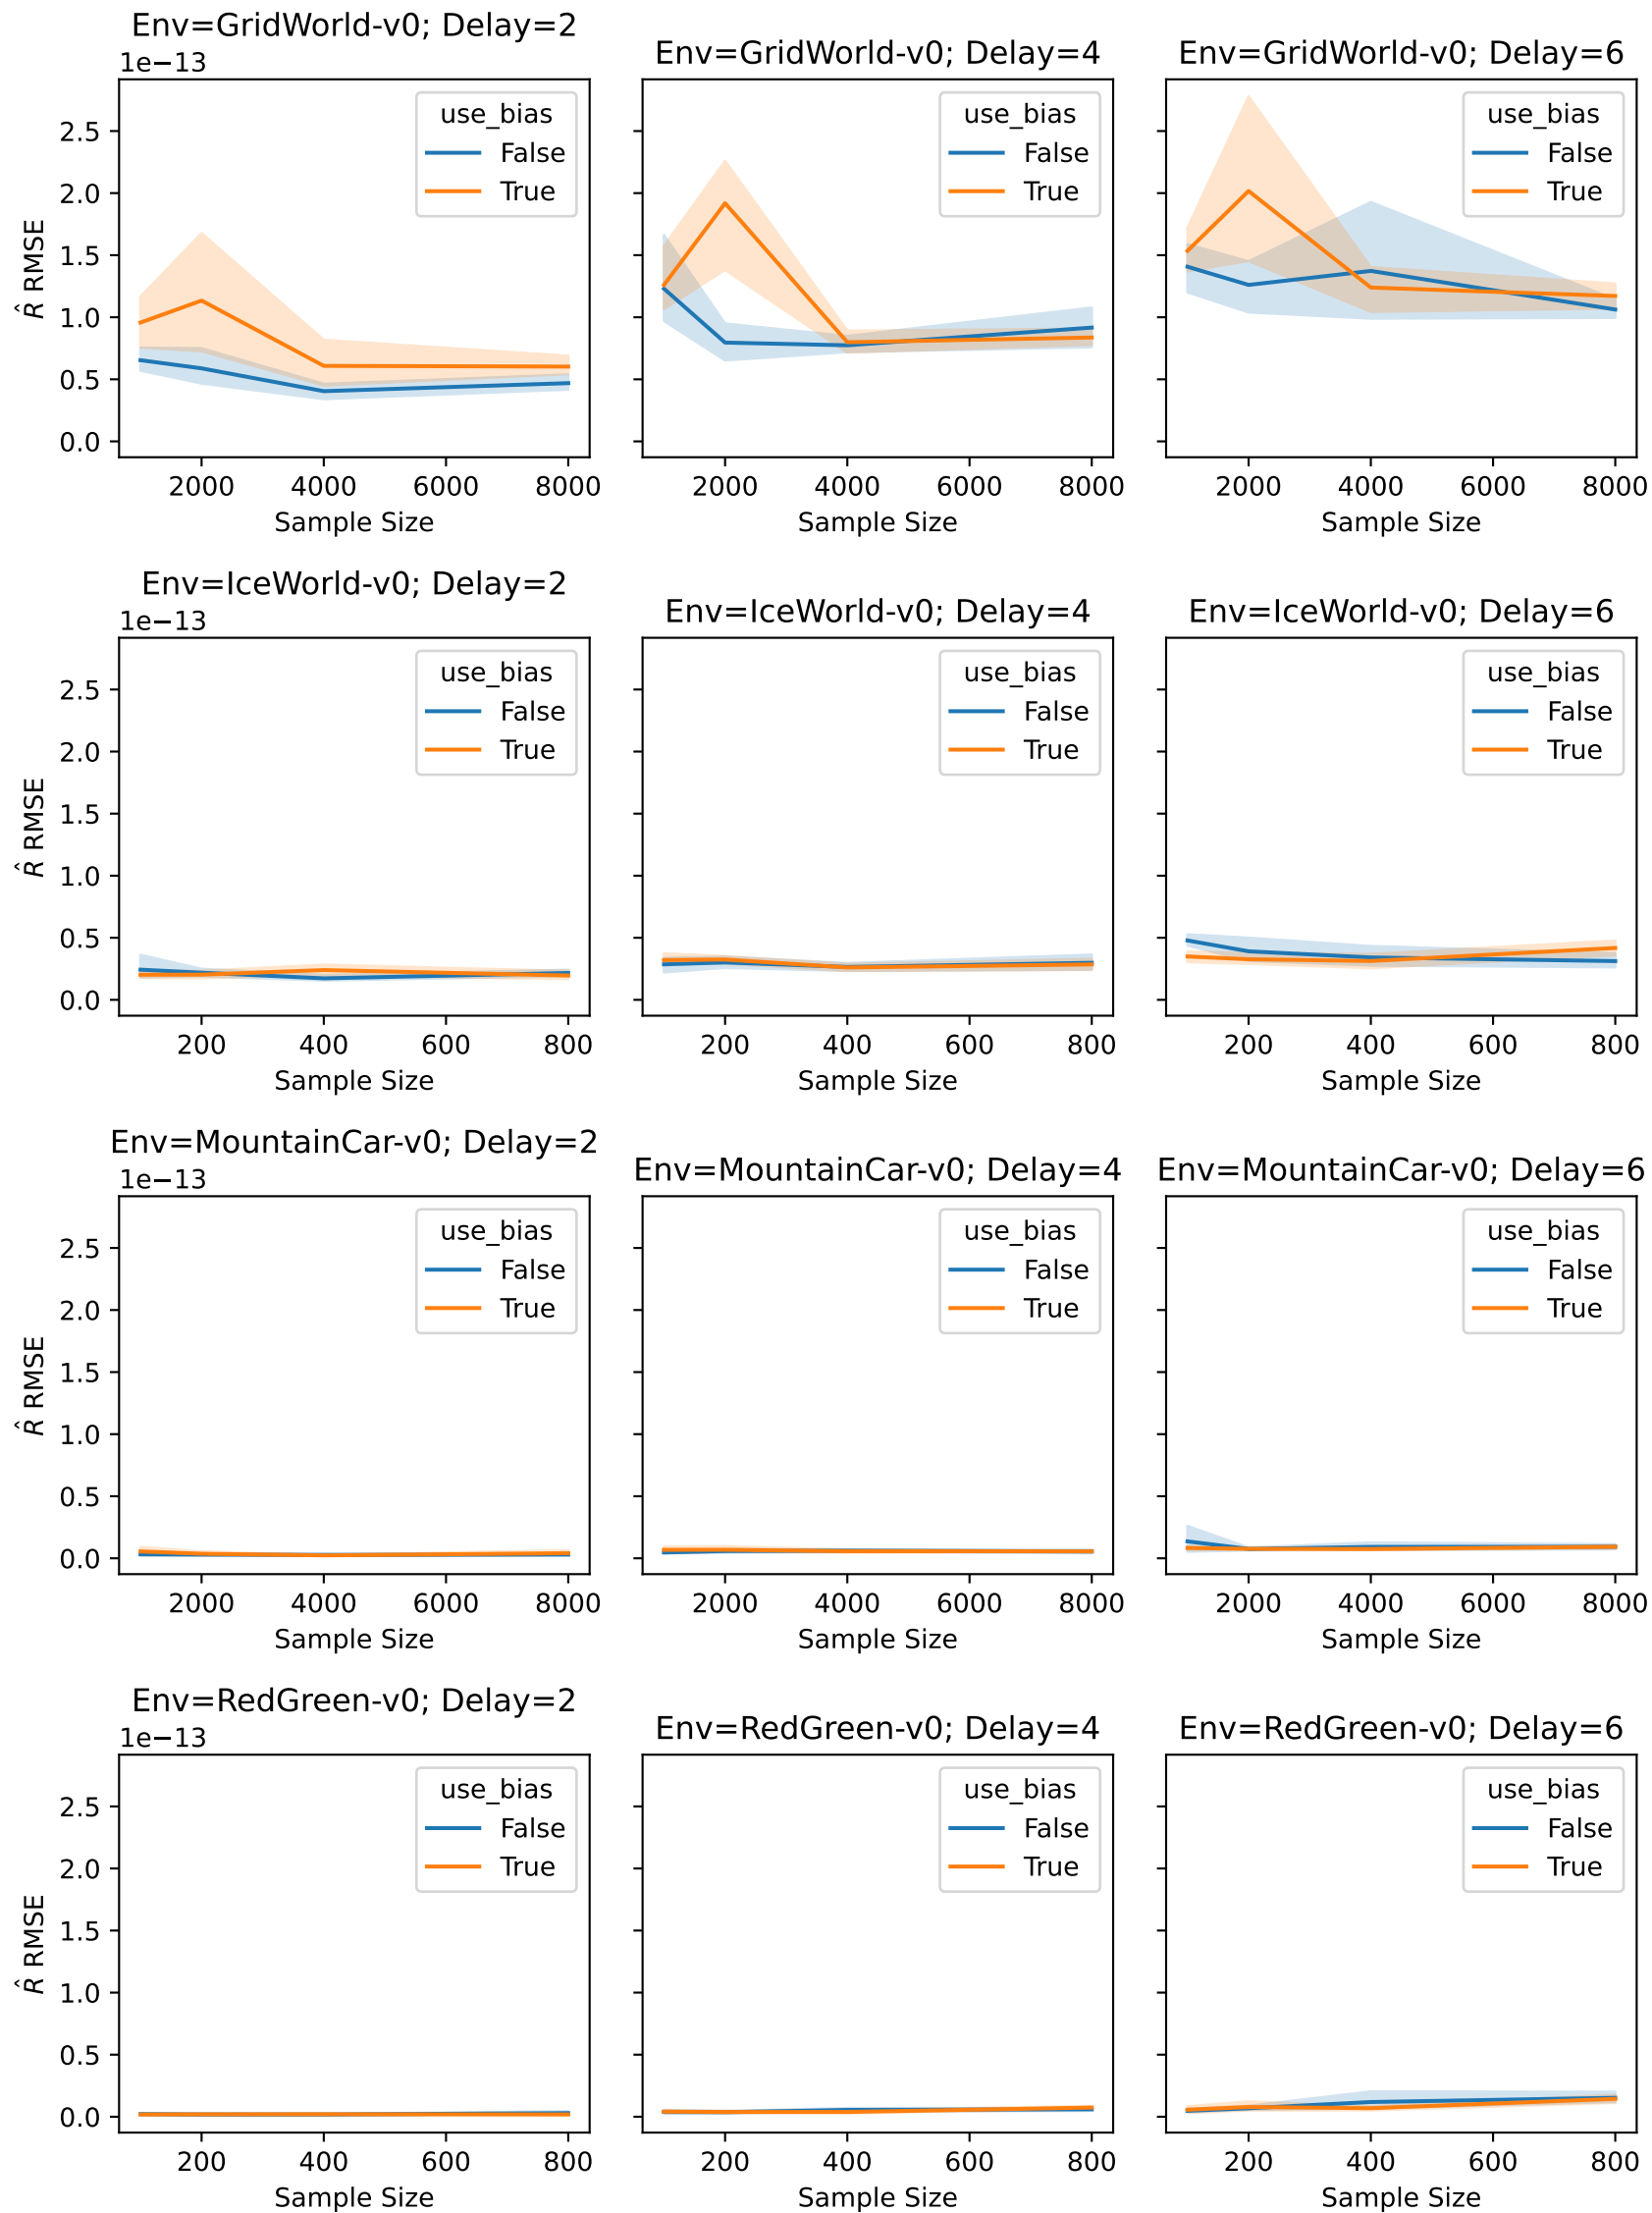 Env=GridWorld-v0; Delay=2
1e−13
R̂ RMSE
2.5
2.0
1.5
1.0
0.5
0.0
2000 4000 6000 8000
Sample Size
use_bias
False
True
Env=GridWorld-v0; Delay=4
2000 4000 6000 8000
Sample Size
use_bias
False
True
Env=GridWorld-v0; Delay=6
2000 4000 6000 8000
Sample Size
use_bias
False
True
Env=IceWorld-v0; Delay=2
1e−13
R̂ RMSE
2.5
2.0
1.5
1.0
0.5
0.0
200 400 600 800
Sample Size
use_bias
False
True
Env=IceWorld-v0; Delay=4
200 400 600 800
Sample Size
use_bias
False
True
Env=IceWorld-v0; Delay=6
200 400 600 800
Sample Size
use_bias
False
True
Env=MountainCar-v0; Delay=2
1e−13
R̂ RMSE
2.5
2.0
1.5
1.0
0.5
0.0
2000 4000 6000 8000
Sample Size
use_bias
False
True
Env=MountainCar-v0; Delay=4
2000 4000 6000 8000
Sample Size
use_bias
False
True
Env=MountainCar-v0; Delay=6
2000 4000 6000 8000
Sample Size
use_bias
False
True
Env=RedGreen-v0; Delay=2
1e−13
R̂ RMSE
2.5
2.0
1.5
1.0
0.5
0.0
200 400 600 800
Sample Size
use_bias
False
True
Env=RedGreen-v0; Delay=4
200 400 600 800
Sample Size
use_bias
False
True
Env=RedGreen-v0; Delay=6
200 400 600 800
Sample Size
use_bias
False
True